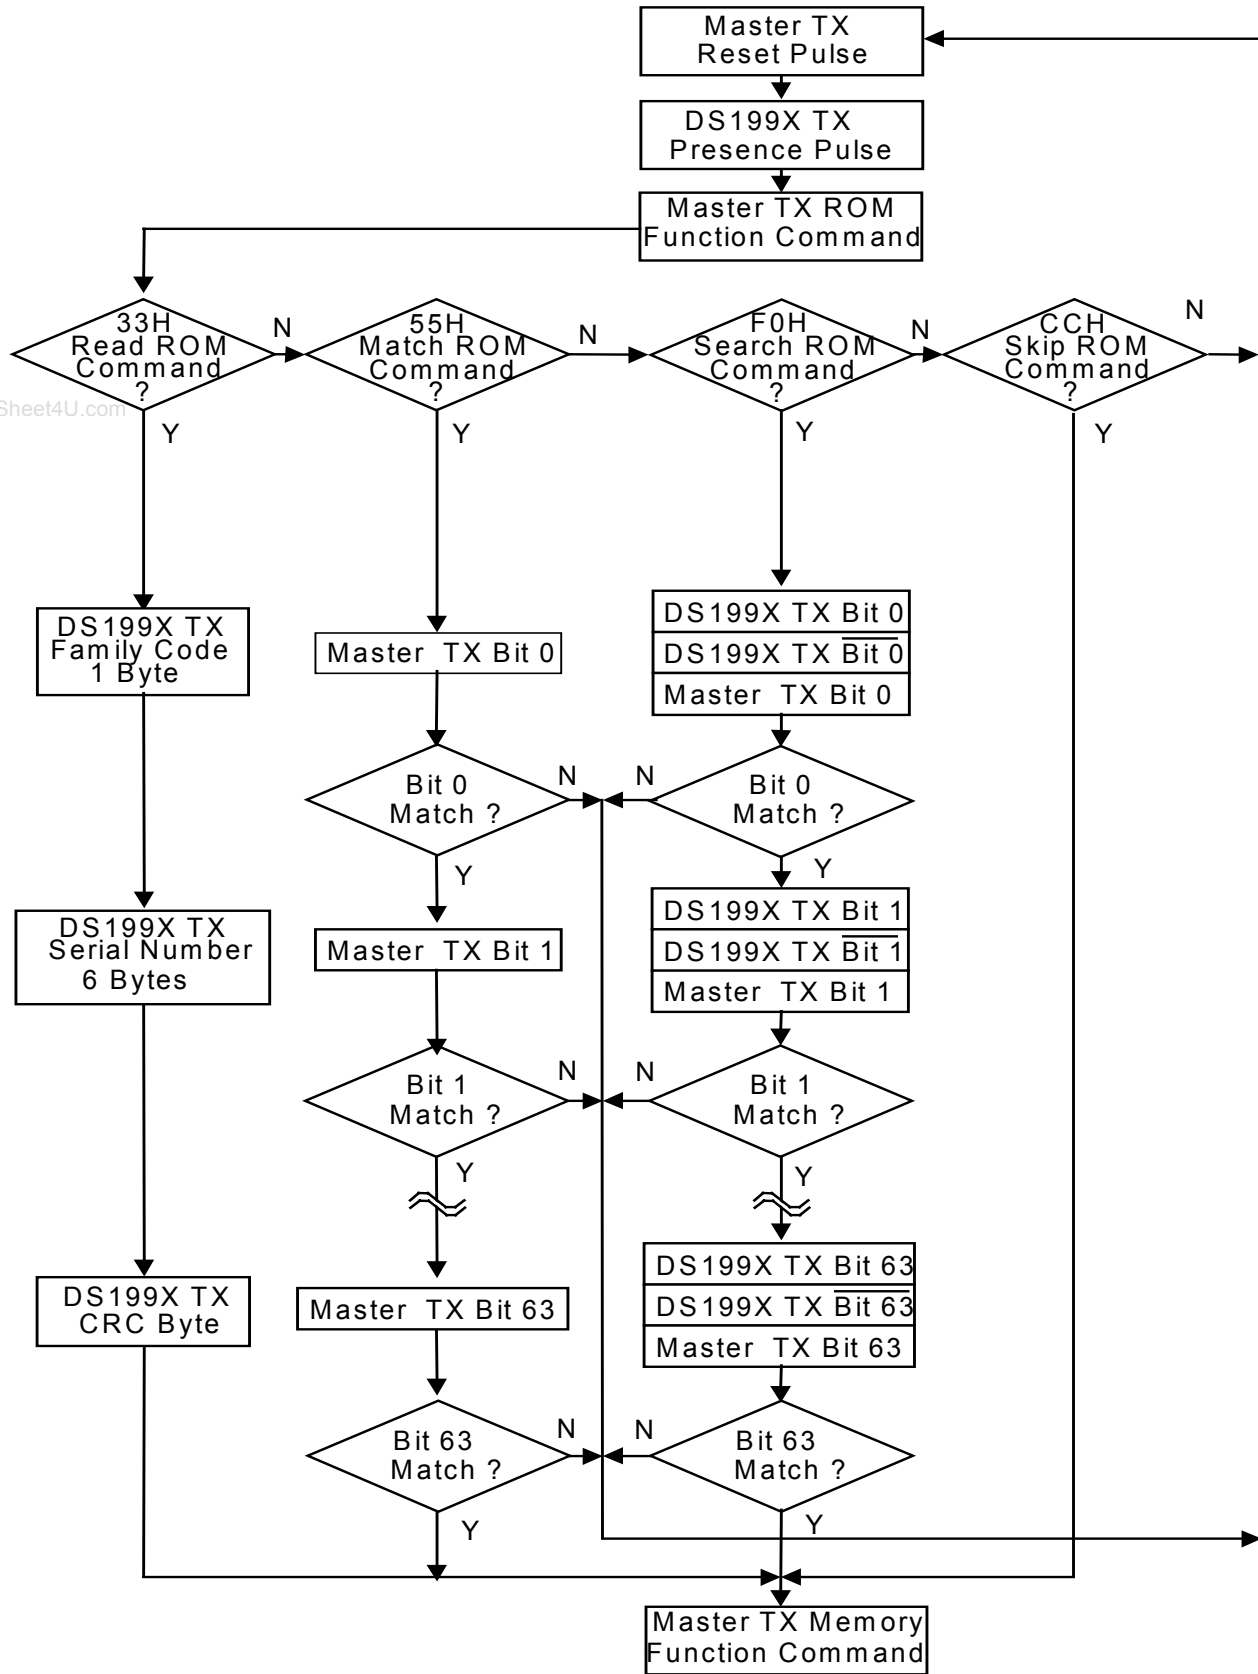 Master TX
Reset Pulse
DS199X TX
Presence Pulse
Master TX ROM
Function Command
33H
Read ROM
Command
?
N
55H
Match ROM
Command
?
N
F0H
Search ROM
Command
?
N
CCH
Skip ROM
Command
?
N
Sheet4U.com
Y
Y
Y
Y
DS199X TX
Family Code
1 Byte
Master TX Bit 0
DS199X TX Bit 0
DS199X TX B̅i̅t̅ ̅0̅
Master TX Bit 0
Bit 0
Match ?
N
N
Bit 0
Match ?
Y
Y
DS199X TX
Serial Number
6 Bytes
Master TX Bit 1
DS199X TX Bit 1
DS199X TX B̅i̅t̅ ̅1̅
Master TX Bit 1
Bit 1
Match ?
N
N
Bit 1
Match ?
Y
Y
DS199X TX
CRC Byte
Master TX Bit 63
DS199X TX Bit 63
DS199X TX B̅i̅t̅ ̅6̅3̅
Master TX Bit 63
Bit 63
Match ?
N
N
Bit 63
Match ?
Y
Y
Master TX Memory
Function Command